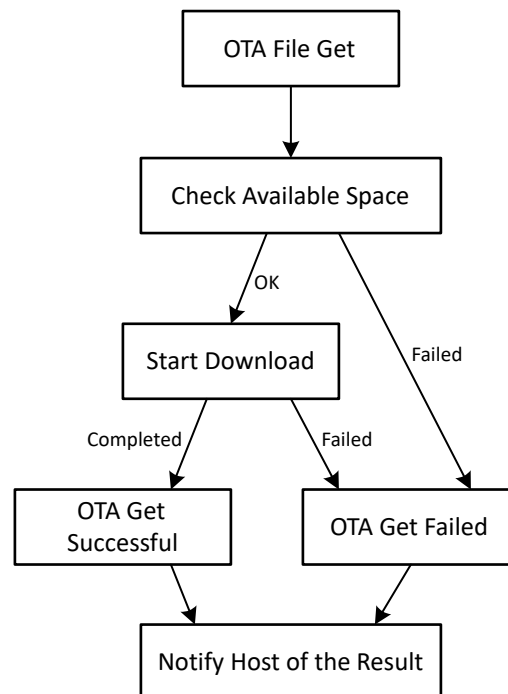 OTA File Get
Check Available Space
OK
Failed
Start Download
Completed
Failed
OTA Get
Successful
OTA Get Failed
Notify Host of the Result